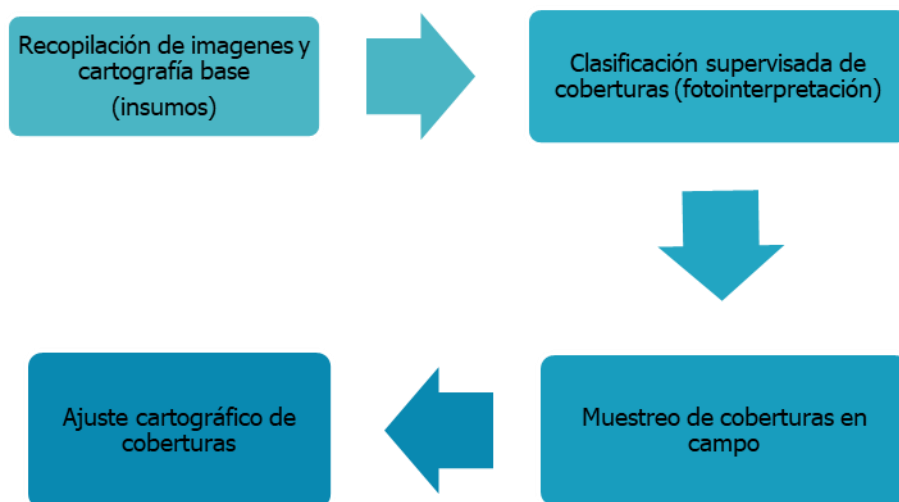 Recopilación de imagenes y
cartografía base
(insumos)
Clasificación supervisada de
coberturas (fotointerpretación)
Muestreo de coberturas en
campo
Ajuste cartográfico de
coberturas